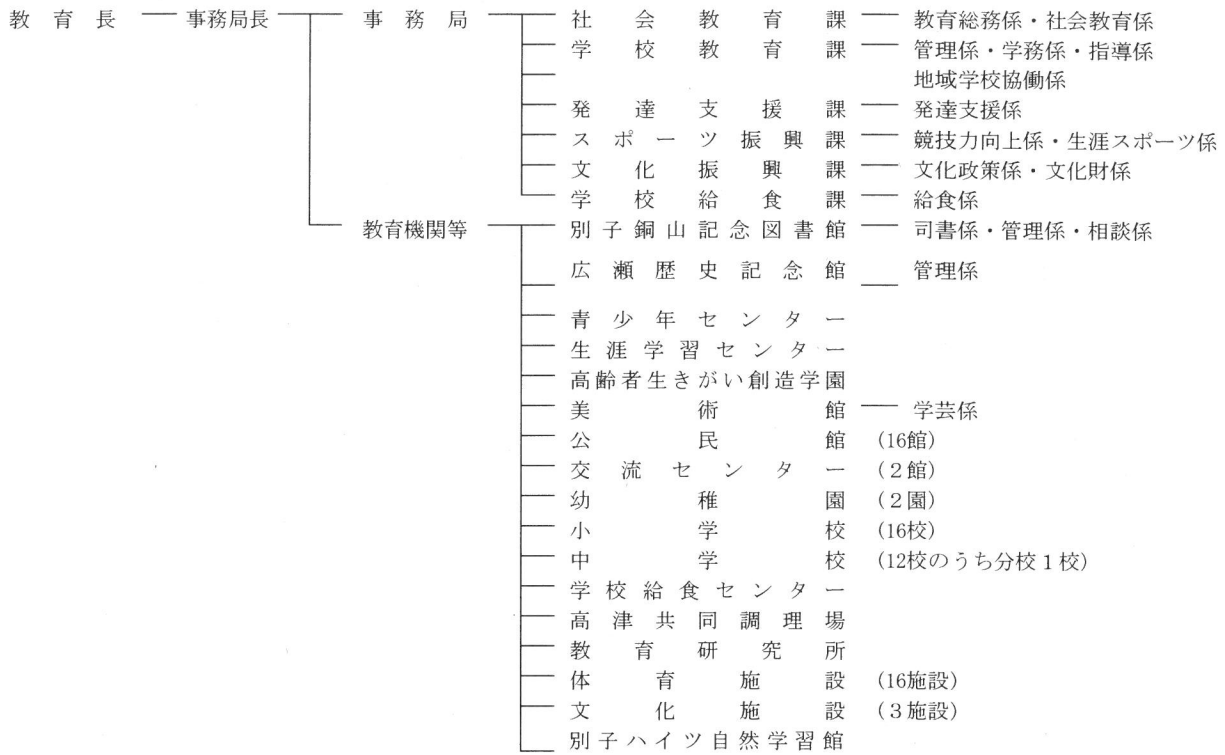 教育長 事務局長 事務局 社会教育課 教育総務係・社会教育係
学校教育課 管理係・学務係・指導係
地域学校協働係
発達支援課 発達支援係
スポーツ振興課 競技力向上係・生涯スポーツ係
文化振興課 文化政策係・文化財係
学校給食課 給食係
教育機関等 別子銅山記念図書館 司書係・管理係・相談係
広瀬歴史記念館 管理係
青少年センター
生涯学習センター
高齢者生きがい創造学園
美術館 学芸係
公民館 (16館)
交流センター (2館)
幼稚園 (2園)
小学校 (16校)
中学校 (12校のうち分校1校)
学校給食センター
高津共同調理場
教育研究所
体育施設 (16施設)
文化施設 (3施設)
別子ハイツ自然学習館